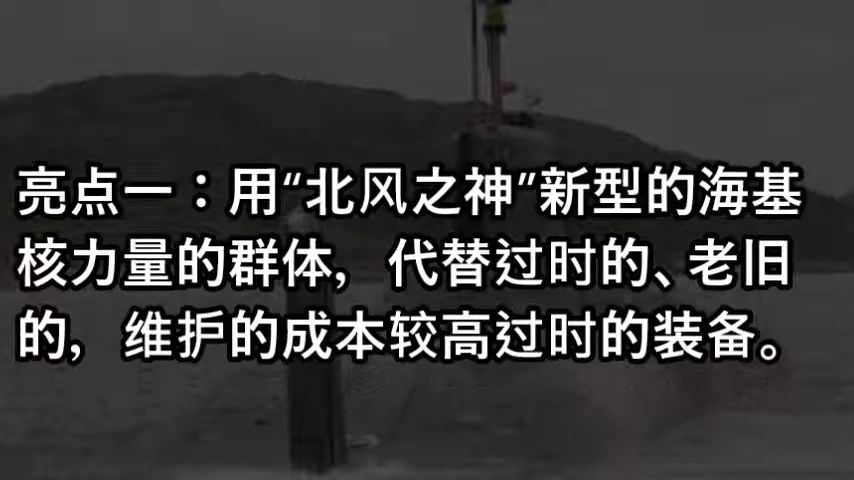 亮点一：用“北风之神”新型的海基
核力量的群体，代替过时的、老旧
的，维护的成本较高过时的装备。